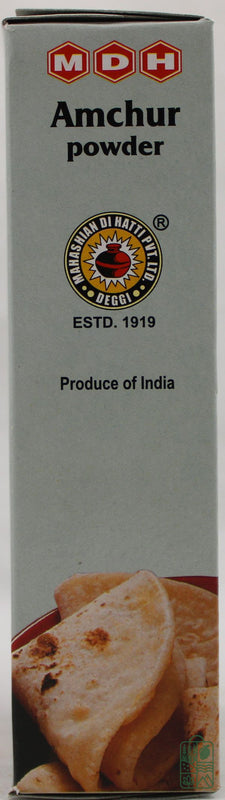 MDH
Amchur
powder
MAHASHIAN DI HATTI PVT. LTD.
®
• DEGGI •
ESTD. 1919
Produce of India